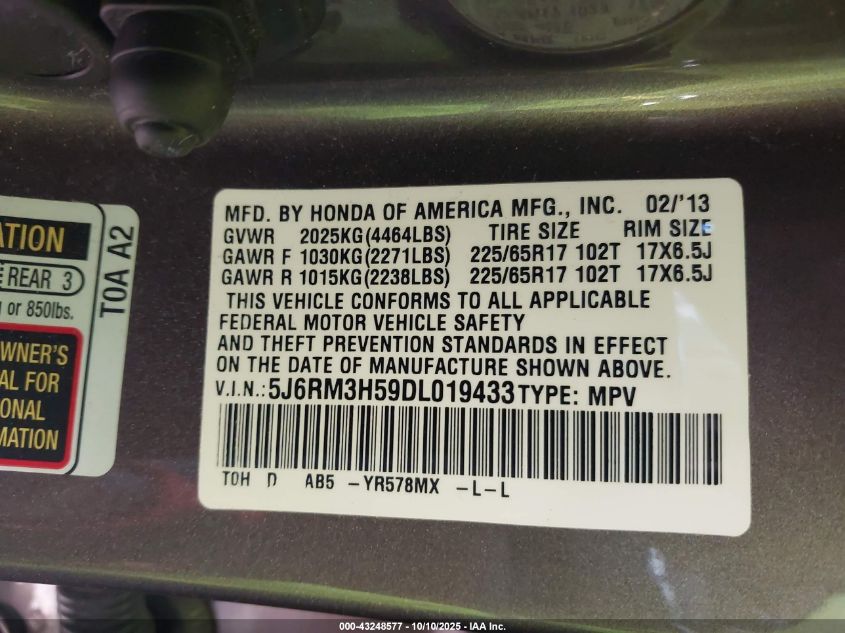 ATION
REAR 3
or 850lbs.
TOA A2
WNER'S
AL FOR
ONAL
MATION
MFD. BY HONDA OF AMERICA MFG., INC. 02/'13
GVWR 2025KG(4464LBS) TIRE SIZE RIM SIZE
GAWR F 1030KG(2271LBS) 225/65R17 102T 17X6.5J
GAWR R 1015KG(2238LBS) 225/65R17 102T 17X6.5J
THIS VEHICLE CONFORMS TO ALL APPLICABLE
FEDERAL MOTOR VEHICLE SAFETY
AND THEFT PREVENTION STANDARDS IN EFFECT
ON THE DATE OF MANUFACTURE SHOWN ABOVE.
V.I.N.: 5J6RM3H59DL019433 TYPE: MPV
TOH D AB5 -YR578MX -L-L
000-43248577 - 10/10/2025 - IAA Inc.